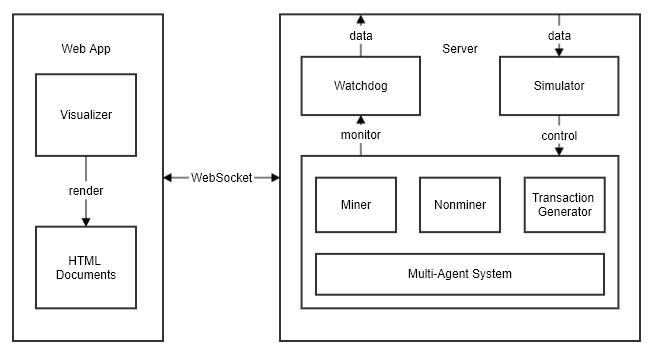 Web App
Visualizer
render
HTML
Documents
WebSocket
data
data
Server
Watchdog
Simulator
monitor
control
Miner
Nonminer
Transaction
Generator
Multi-Agent System